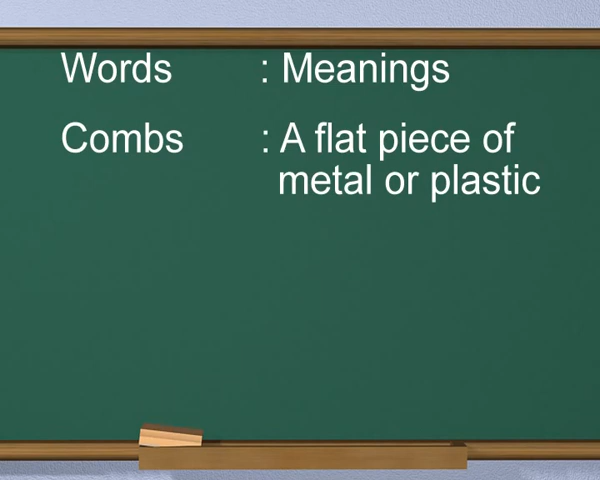 Words : Meanings
Combs : A flat piece of
metal or plastic